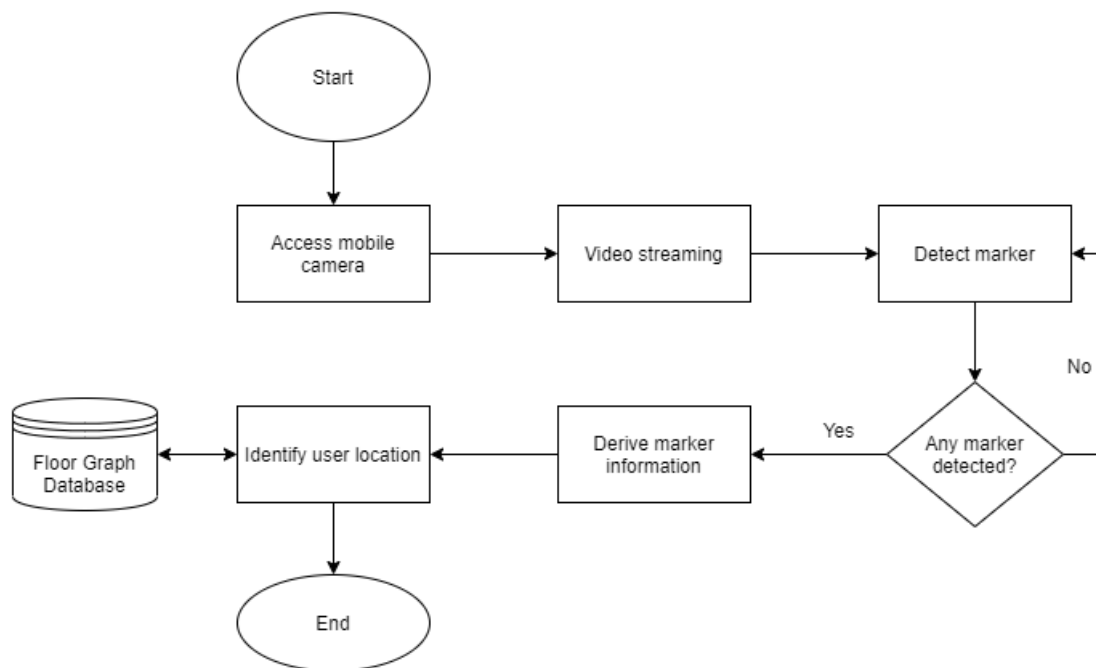 Start
Access mobile
camera
Video streaming
Detect marker
No
Any marker
detected?
Yes
Derive marker
information
Identify user location
Floor Graph
Database
End